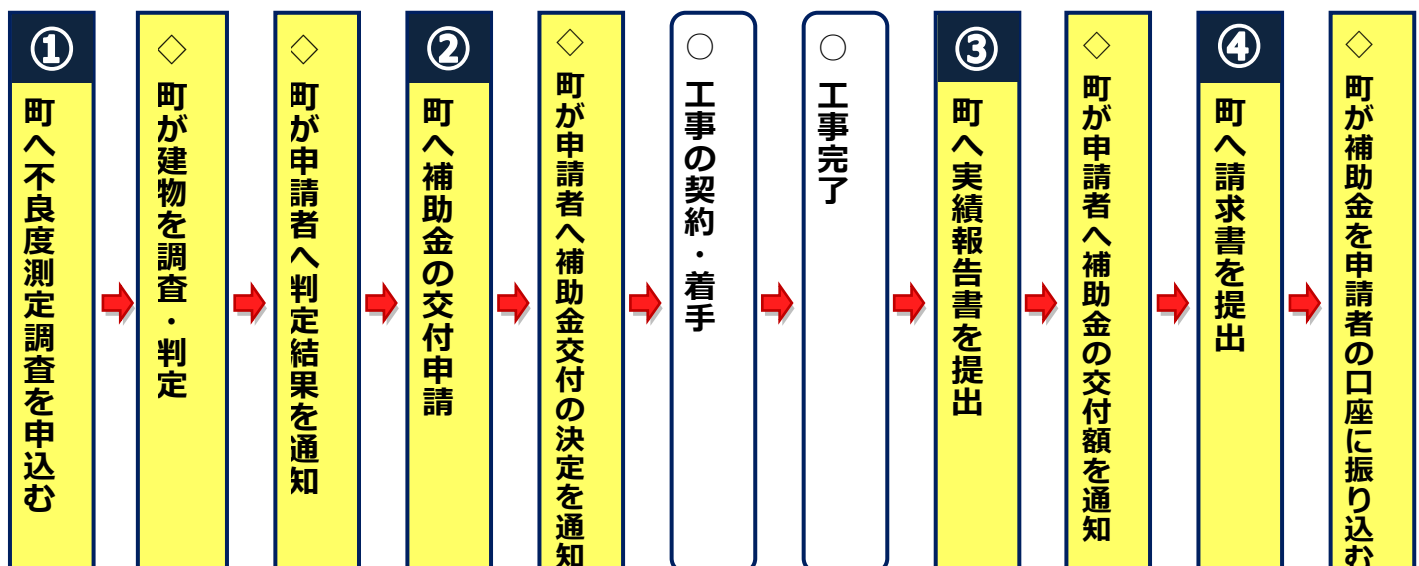 ①
町へ不良度測定調査を申込む
◇ 町が建物を調査・判定
◇ 町が申請者へ判定結果を通知
②
町へ補助金の交付申請
◇ 町が申請者へ補助金交付の決定を通知
○ 工事の契約・着手
○ 工事完了
③
町へ実績報告書を提出
◇ 町が申請者へ補助金の交付額を通知
④
町へ請求書を提出
◇ 町が補助金を申請者の口座に振り込む